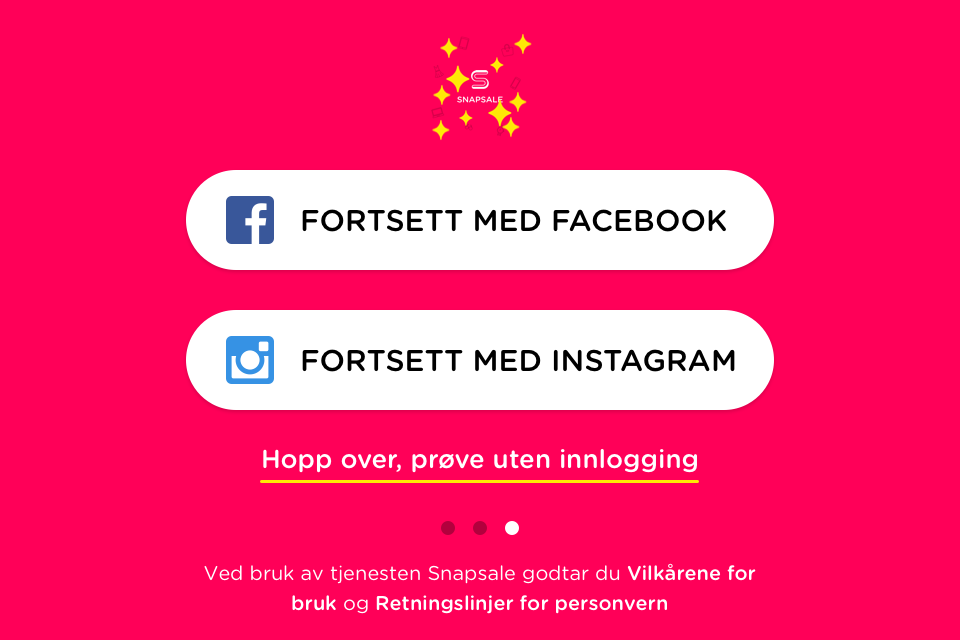 SNAPSALE
FORTSETT MED FACEBOOK
FORTSETT MED INSTAGRAM
Hopp over, prøve uten innlogging
Ved bruk av tjenesten Snapsale godtar du Vilkårene for
bruk og Retningslinjer for personvern